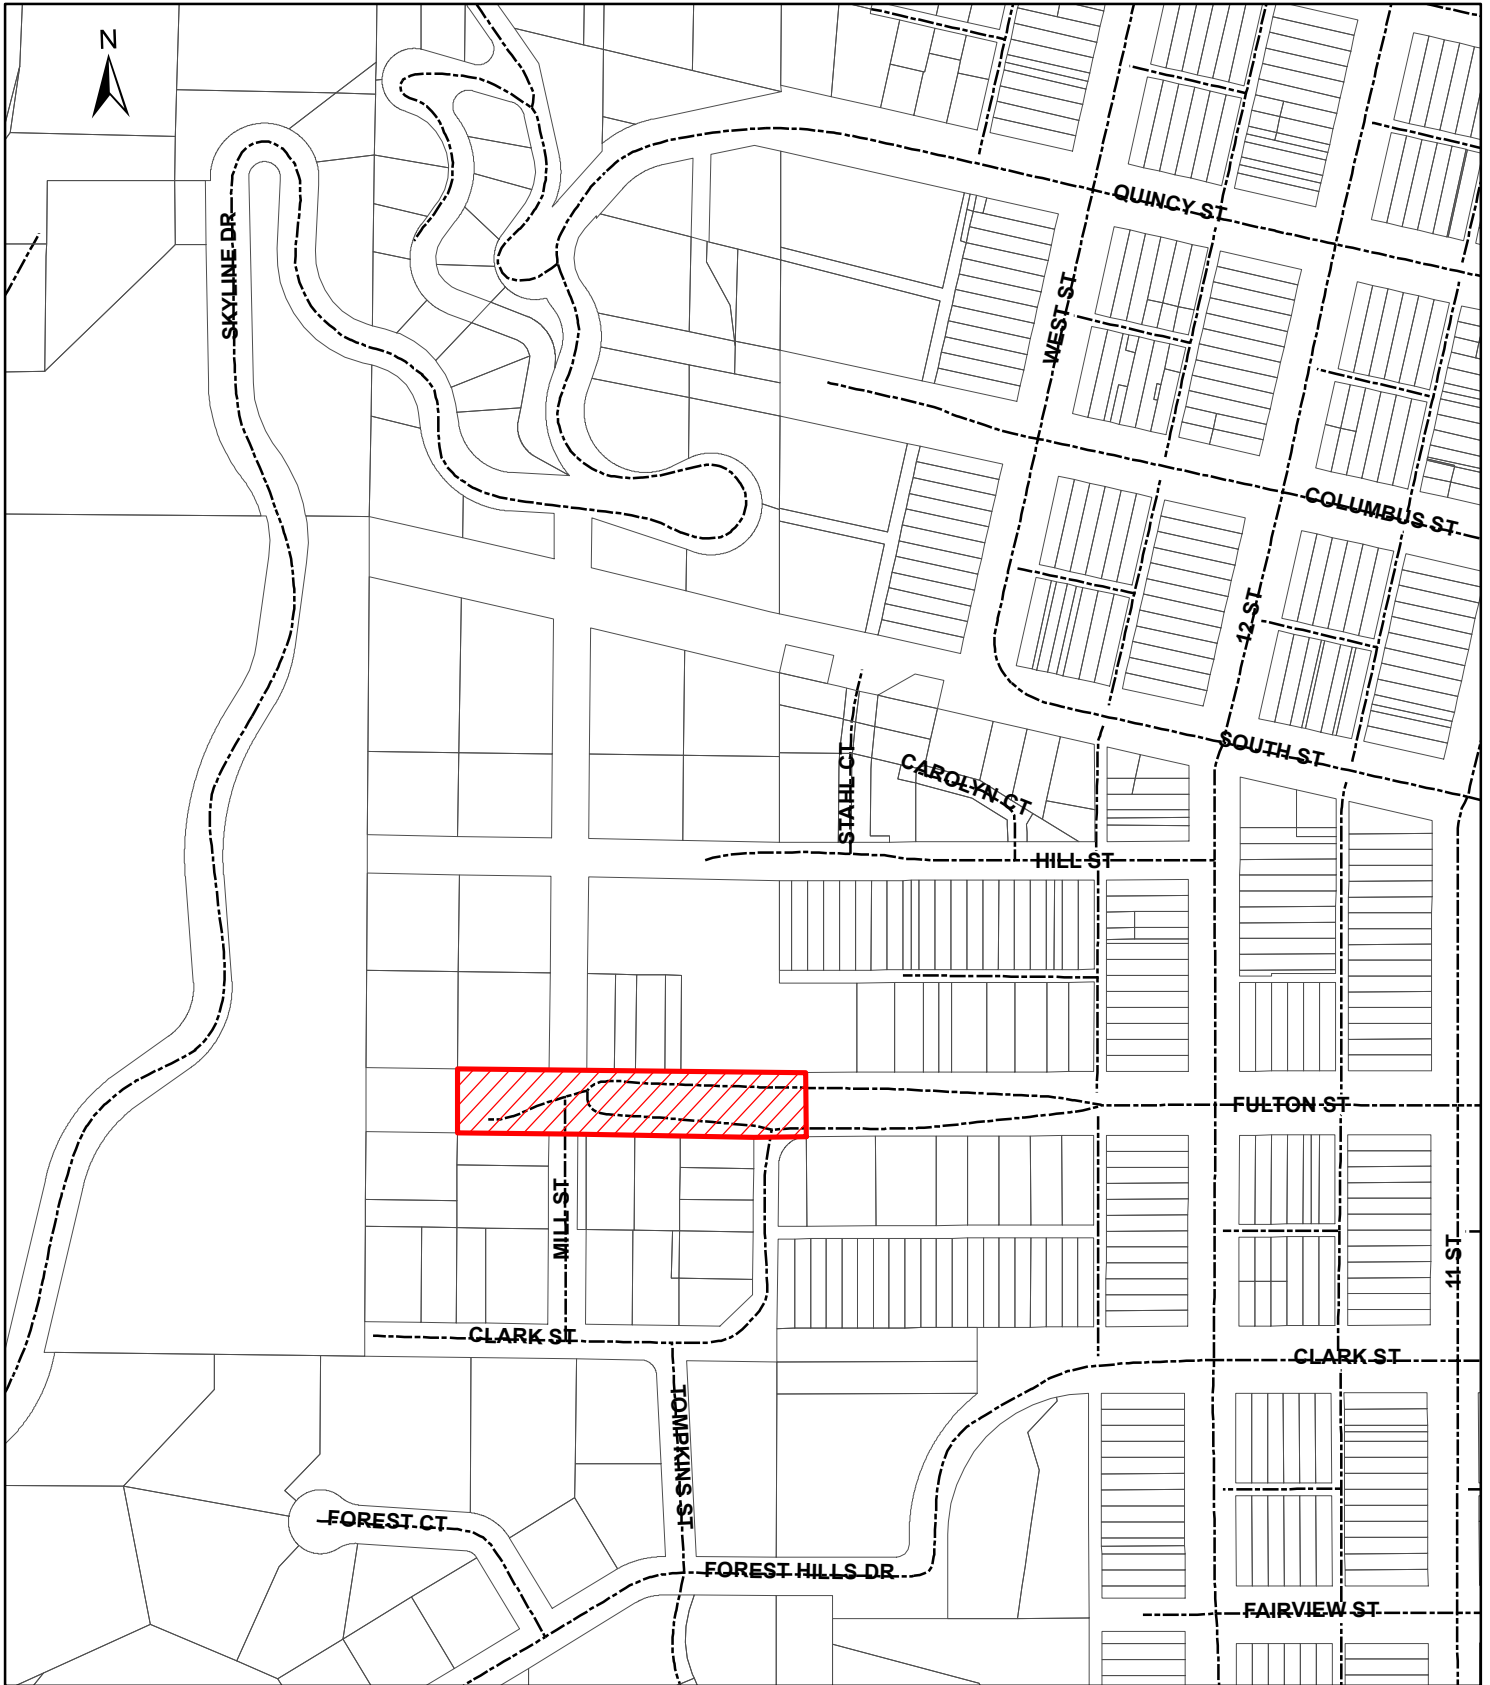 N
QUINCY ST
SKYLINE DR
WEST ST
COLUMBUS ST
12 ST
SOUTH ST
STAHL CT
CAROLYN CT
HILL ST
FULTON ST
MILL ST
11 ST
CLARK ST
CLARK ST
TOMPKINS ST
FOREST CT
FOREST HILLS DR
FAIRVIEW ST